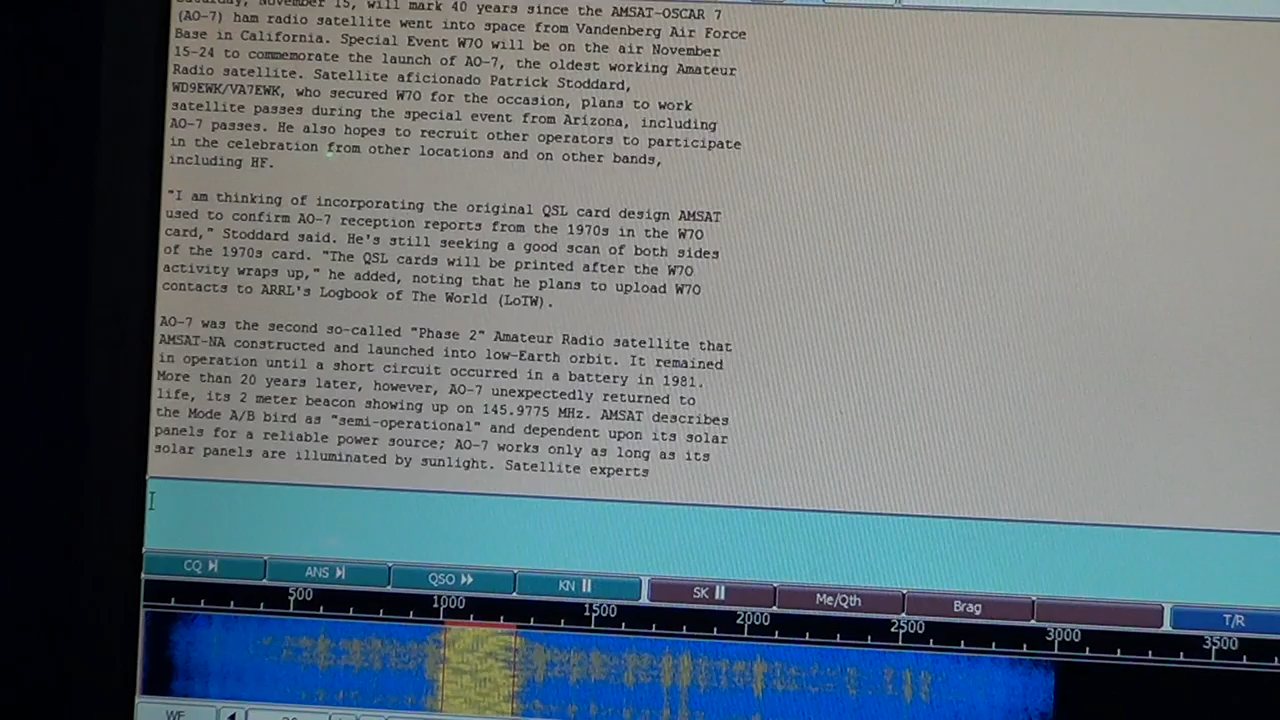 November 15, will mark 40 years since the AMSAT-OSCAR 7
(AO-7) ham radio satellite went into space from Vandenberg Air Force
Base in California. Special Event W7O will be on the air November
15-24 to commemorate the launch of AO-7, the oldest working Amateur
Radio satellite. Satellite aficionado Patrick Stoddard,
WD9EWK/VA7EWK, who secured W7O for the occasion, plans to work
satellite passes during the special event from Arizona, including
AO-7 passes. He also hopes to recruit other operators to participate
in the celebration from other locations and on other bands,
including HF.
"I am thinking of incorporating the original QSL card design AMSAT
used to confirm AO-7 reception reports from the 1970s in the W7O
card," Stoddard said. He's still seeking a good scan of both sides
of the 1970s card. "The QSL cards will be printed after the W7O
activity wraps up," he added, noting that he plans to upload W7O
contacts to ARRL's Logbook of The World (LoTW).
AO-7 was the second so-called "Phase 2" Amateur Radio satellite that
AMSAT-NA constructed and launched into low-Earth orbit. It remained
in operation until a short circuit occurred in a battery in 1981.
More than 20 years later, however, AO-7 unexpectedly returned to
life, its 2 meter beacon showing up on 145.9775 MHz. AMSAT describes
the Mode A/B bird as "semi-operational" and dependent upon its solar
panels for a reliable power source; AO-7 works only as long as its
solar panels are illuminated by sunlight. Satellite experts
CQ ANS QSO KN SK Me/Qth Brag T/R
500 1000 1500 2000 2500 3000 3500
WF